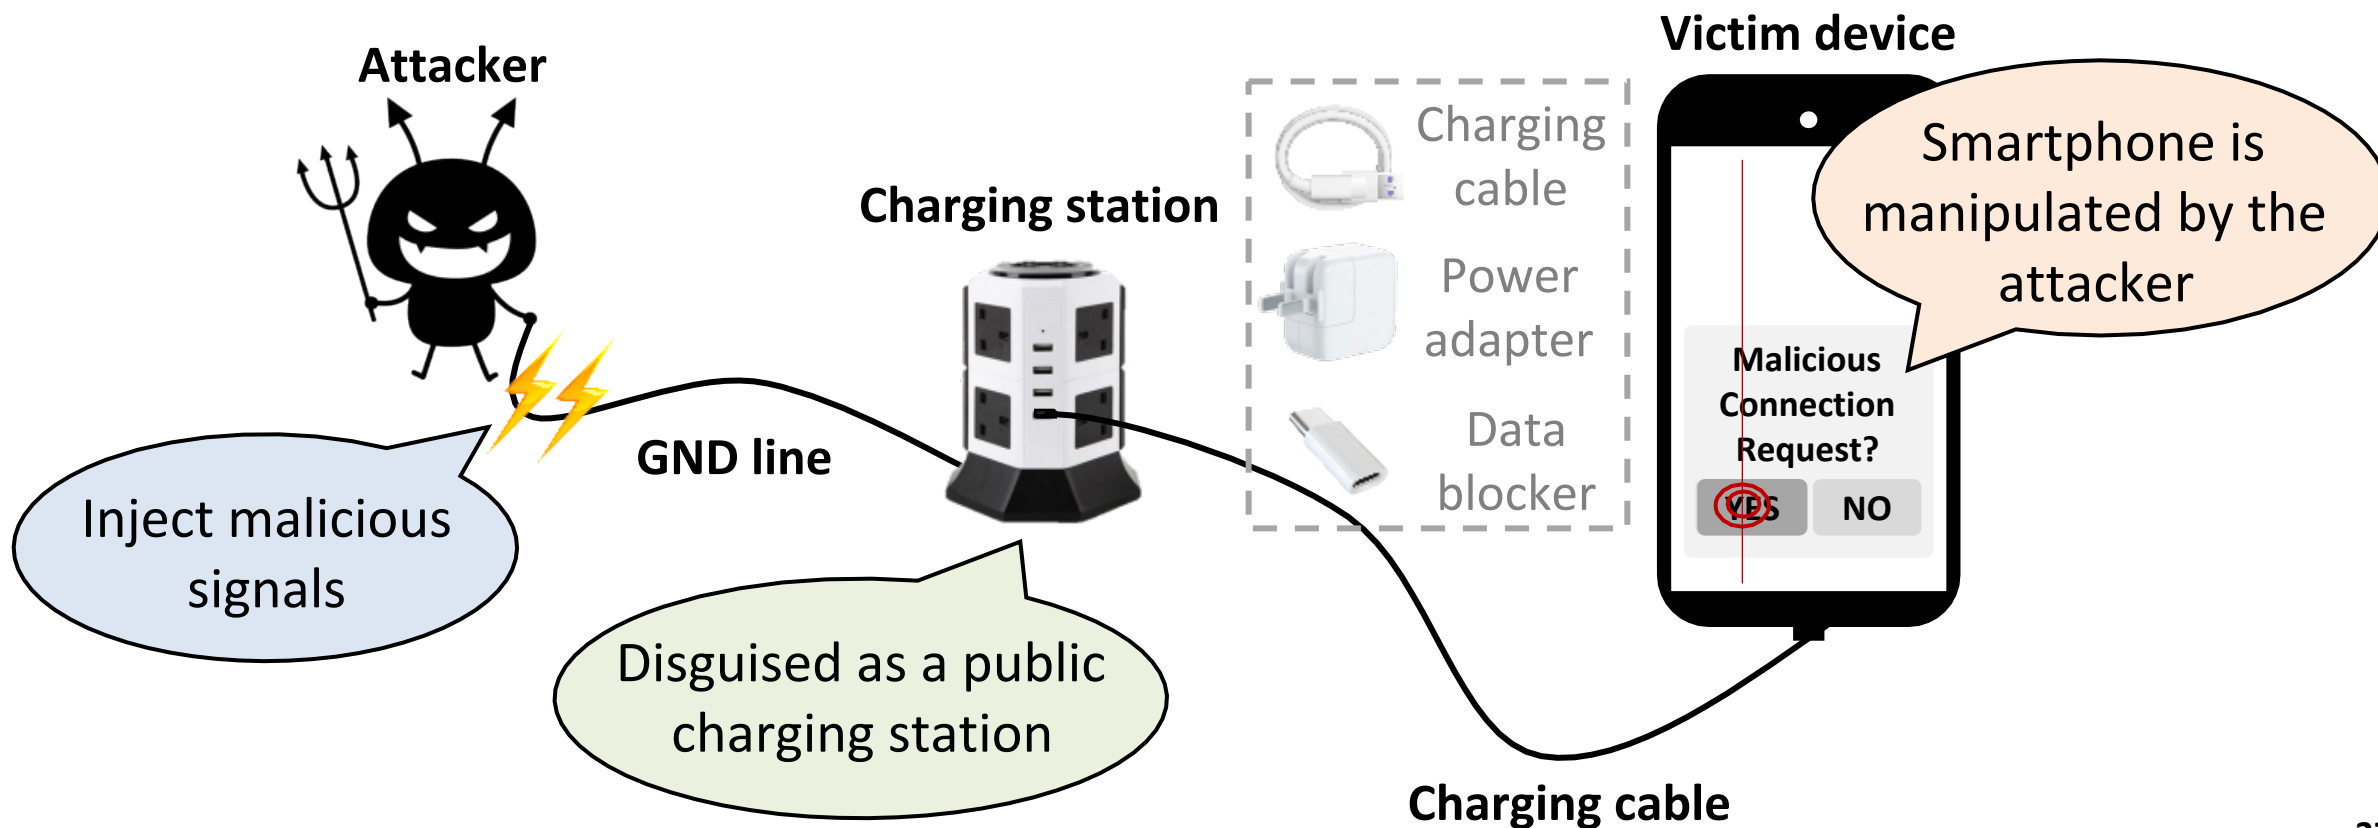 Attacker
Charging station
Victim device
Charging
cable
Power
adapter
Data
blocker
Smartphone is
manipulated by the
attacker
Malicious
Connection
Request?
YES
NO
GND line
Inject malicious
signals
Disguised as a public
charging station
Charging cable